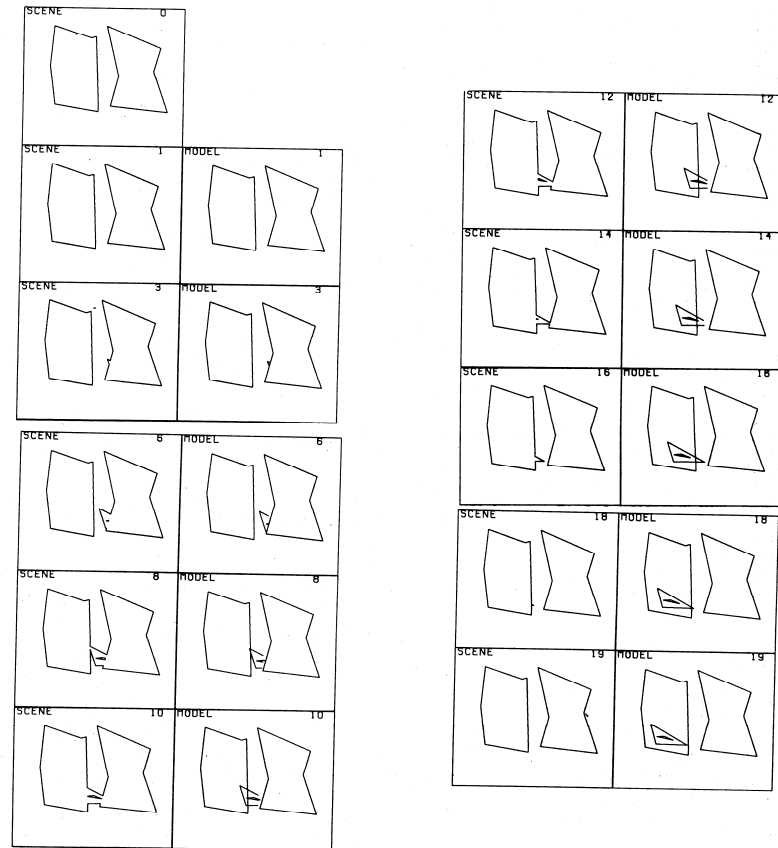 SCENE 0
SCENE 1 MODEL 1
SCENE 3 MODEL 3
SCENE 6 MODEL 6
SCENE 8 MODEL 8
SCENE 10 MODEL 10
SCENE 12 MODEL 12
SCENE 14 MODEL 14
SCENE 16 MODEL 16
SCENE 18 MODEL 18
SCENE 19 MODEL 19